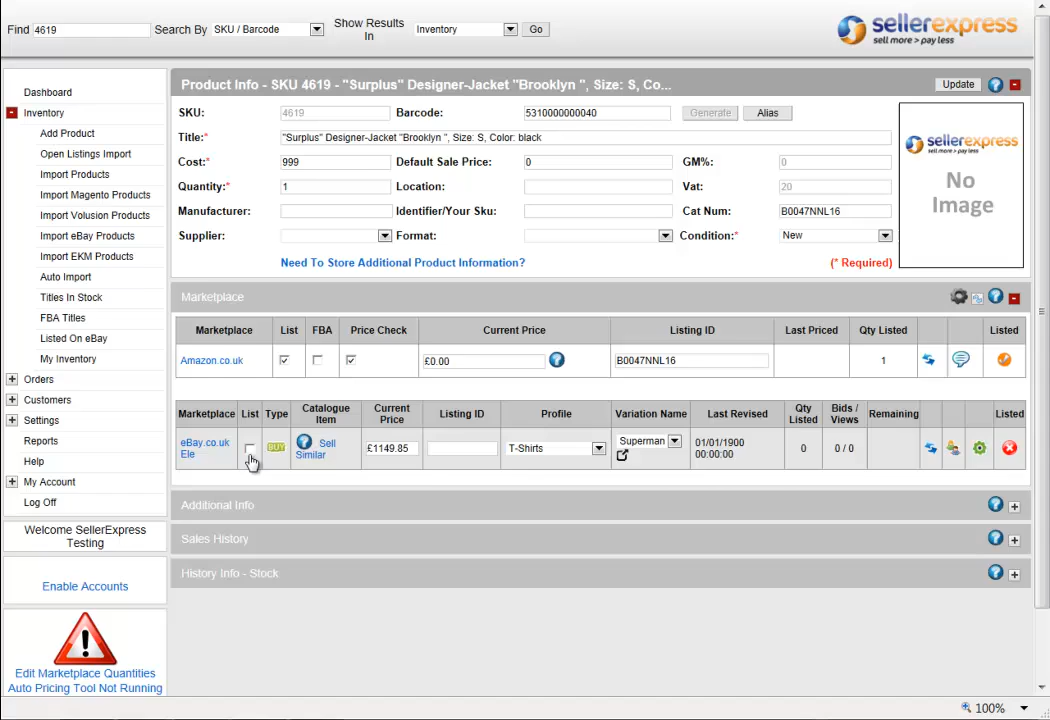 Find 4619 Search By SKU / Barcode Show Results In Inventory Go
sellerexpress
sell more > pay less
Dashboard
Inventory
Add Product
Open Listings Import
Import Products
Import Magento Products
Import Volusion Products
Import eBay Products
Import EKM Products
Auto Import
Titles In Stock
FBA Titles
Listed On eBay
My Inventory
Orders
Customers
Settings
Reports
Help
My Account
Log Off
Welcome SellerExpress
Testing
Enable Accounts
Edit Marketplace Quantities
Auto Pricing Tool Not Running
Product Info - SKU 4619 - "Surplus" Designer-Jacket "Brooklyn ", Size: S, Co... Update
SKU: 4619 Barcode: 5310000000040 Generate Alias
Title:* "Surplus" Designer-Jacket "Brooklyn ", Size: S, Color: black
Cost:* 999 Default Sale Price: 0 GM%: 0
Quantity:* 1 Location: Vat: 20
Manufacturer: Identifier/Your Sku: Cat Num: B0047NNL16
Supplier: Format: Condition:* New
Need To Store Additional Product Information? (* Required)
sellerexpress
sell more > pay less
No
Image
Marketplace
Marketplace List FBA Price Check Current Price Listing ID Last Priced Qty Listed Listed
Amazon.co.uk £0.00 B0047NNL16 1
Marketplace List Type Catalogue Item Current Price Listing ID Profile Variation Name Last Revised Qty Listed Bids / Views Remaining Listed
eBay.co.uk Ele BUY Sell Similar £1149.85 T-Shirts Superman 01/01/1900 00:00:00 0 0 / 0
Additional Info
Sales History
History Info - Stock
100%